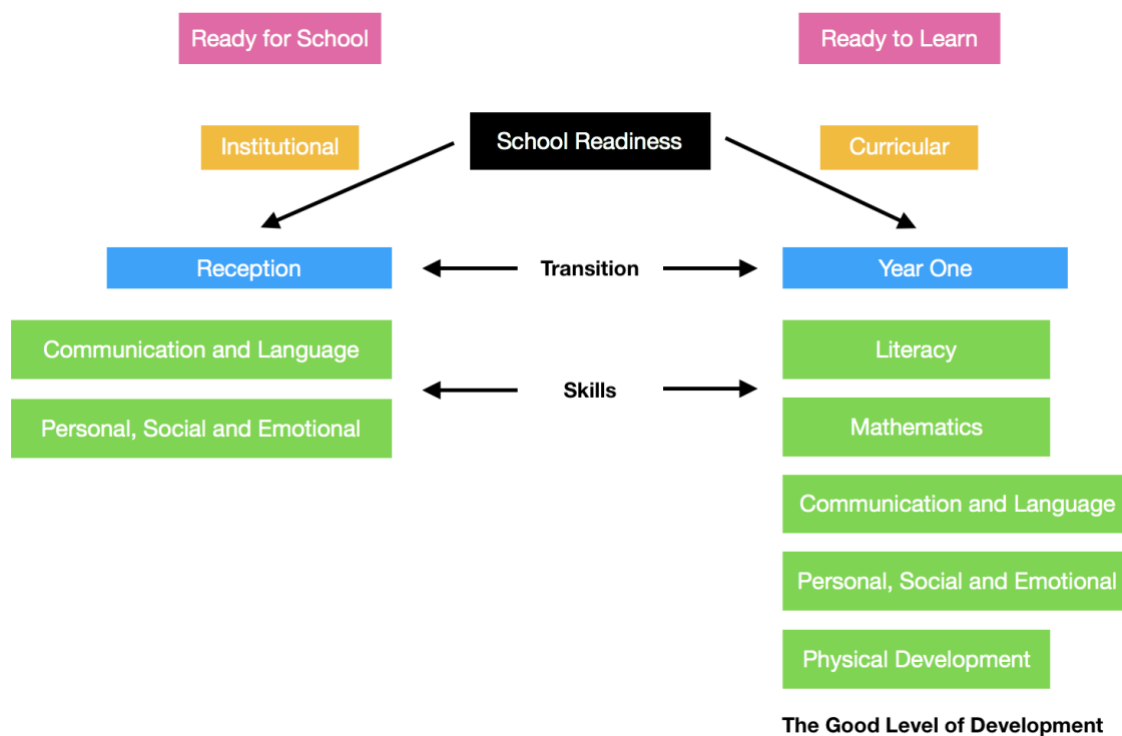 Ready for School
Ready to Learn
Institutional
School Readiness
Curricular
Reception
Transition
Year One
Communication and Language
Literacy
Skills
Personal, Social and Emotional
Mathematics
Communication and Language
Personal, Social and Emotional
Physical Development
The Good Level of Development